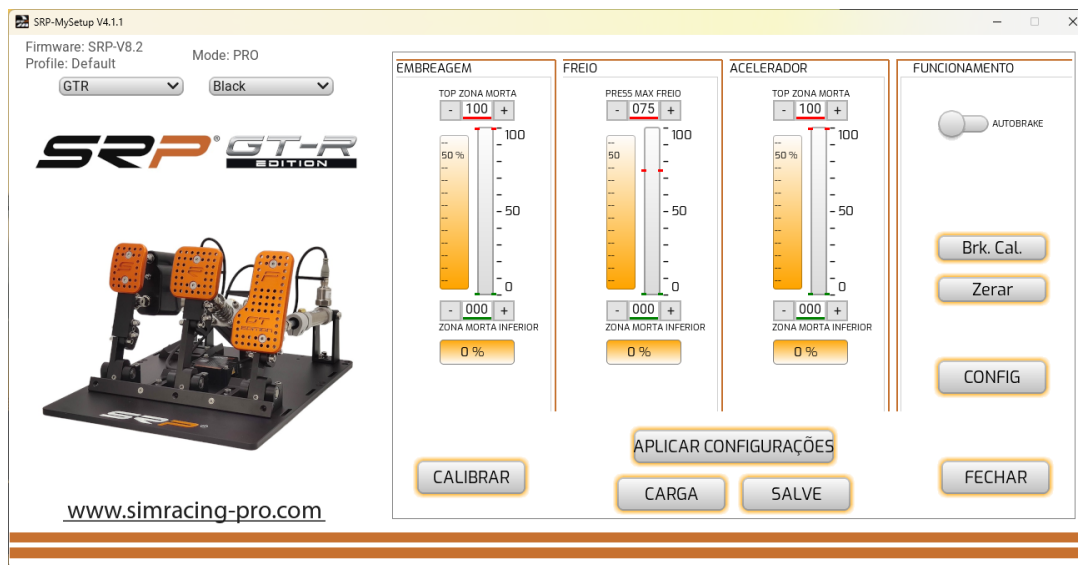 SRP-MySetup V4.1.1
Firmware: SRP-V8.2
Profile: Default
Mode: PRO
GTR
Black
SRP® GT-R
EDITION
www.simracing-pro.com
EMBREAGEM
TOP ZONA MORTA
- 100 +
50 %
100
50
0
- 000 +
ZONA MORTA INFERIOR
0 %
FREIO
PRESS MAX FREIO
- 075 +
50
100
50
0
- 000 +
ZONA MORTA INFERIOR
0 %
ACELERADOR
TOP ZONA MORTA
- 100 +
50 %
100
50
0
- 000 +
ZONA MORTA INFERIOR
0 %
FUNCIONAMENTO
AUTOBRAKE
Brk. Cal.
Zerar
CONFIG
APLICAR CONFIGURAÇÕES
CALIBRAR
CARGA
SALVE
FECHAR
GT
EDITION
SRP